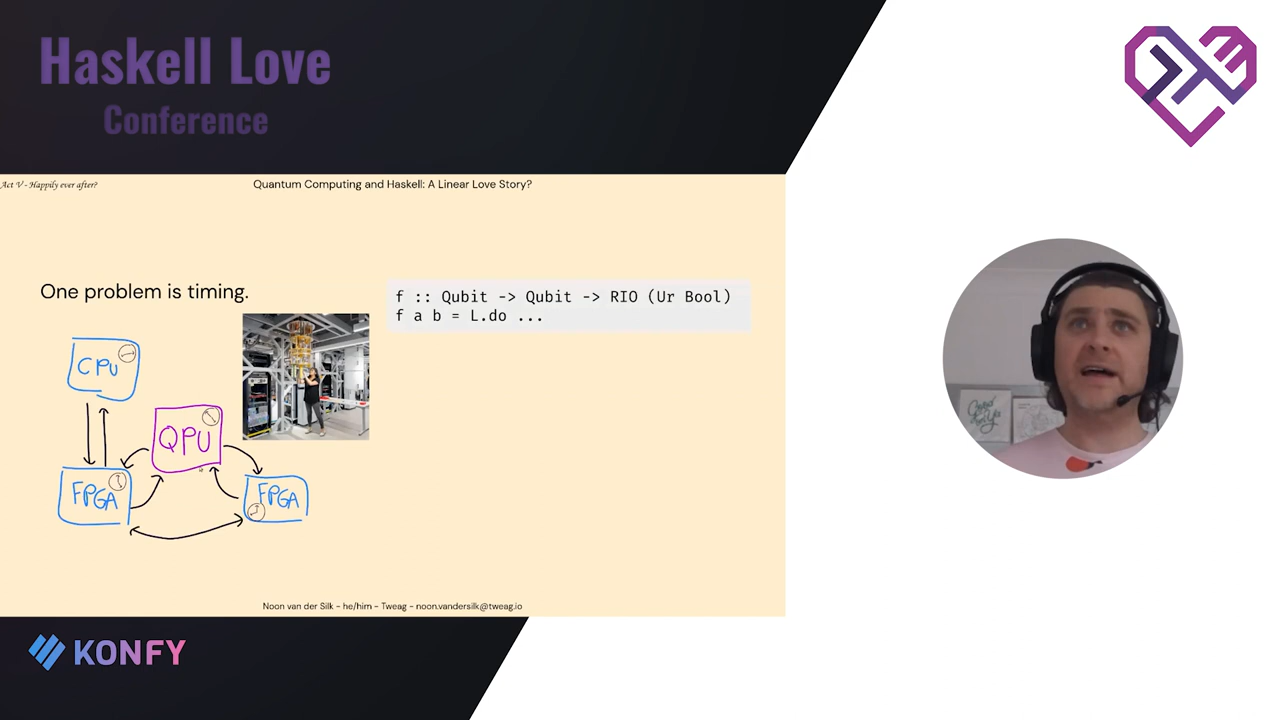 Haskell Love
Conference
Act V - Happily ever after?
Quantum Computing and Haskell: A Linear Love Story?
One problem is timing.
f :: Qubit -> Qubit -> RIO (Ur Bool)
f a b = L.do ...
CPU
QPU
FPGA
FPGA
Noon van der Silk - he/him - Tweag - noon.vandersilk@tweag.io
KONFY